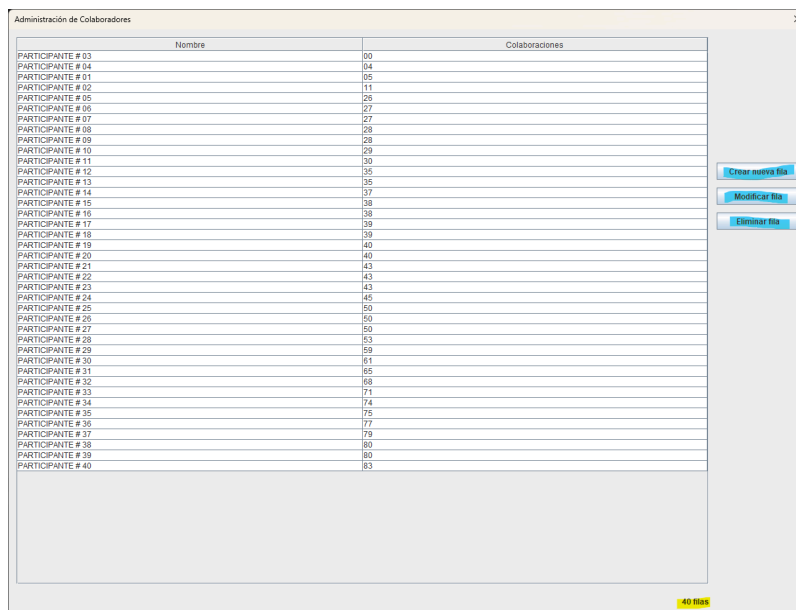 Administración de Colaboradores
Nombre Colaboraciones
PARTICIPANTE # 03 00
PARTICIPANTE # 04 04
PARTICIPANTE # 01 05
PARTICIPANTE # 02 11
PARTICIPANTE # 05 26
PARTICIPANTE # 06 27
PARTICIPANTE # 07 27
PARTICIPANTE # 08 28
PARTICIPANTE # 09 28
PARTICIPANTE # 10 29
PARTICIPANTE # 11 30
PARTICIPANTE # 12 35
PARTICIPANTE # 13 35
PARTICIPANTE # 14 37
PARTICIPANTE # 15 38
PARTICIPANTE # 16 38
PARTICIPANTE # 17 39
PARTICIPANTE # 18 39
PARTICIPANTE # 19 40
PARTICIPANTE # 20 40
PARTICIPANTE # 21 43
PARTICIPANTE # 22 43
PARTICIPANTE # 23 43
PARTICIPANTE # 24 45
PARTICIPANTE # 25 50
PARTICIPANTE # 26 50
PARTICIPANTE # 27 50
PARTICIPANTE # 28 53
PARTICIPANTE # 29 59
PARTICIPANTE # 30 61
PARTICIPANTE # 31 65
PARTICIPANTE # 32 68
PARTICIPANTE # 33 71
PARTICIPANTE # 34 74
PARTICIPANTE # 35 75
PARTICIPANTE # 36 77
PARTICIPANTE # 37 79
PARTICIPANTE # 38 80
PARTICIPANTE # 39 80
PARTICIPANTE # 40 83
Crear nueva fila
Modificar fila
Eliminar fila
40 filas